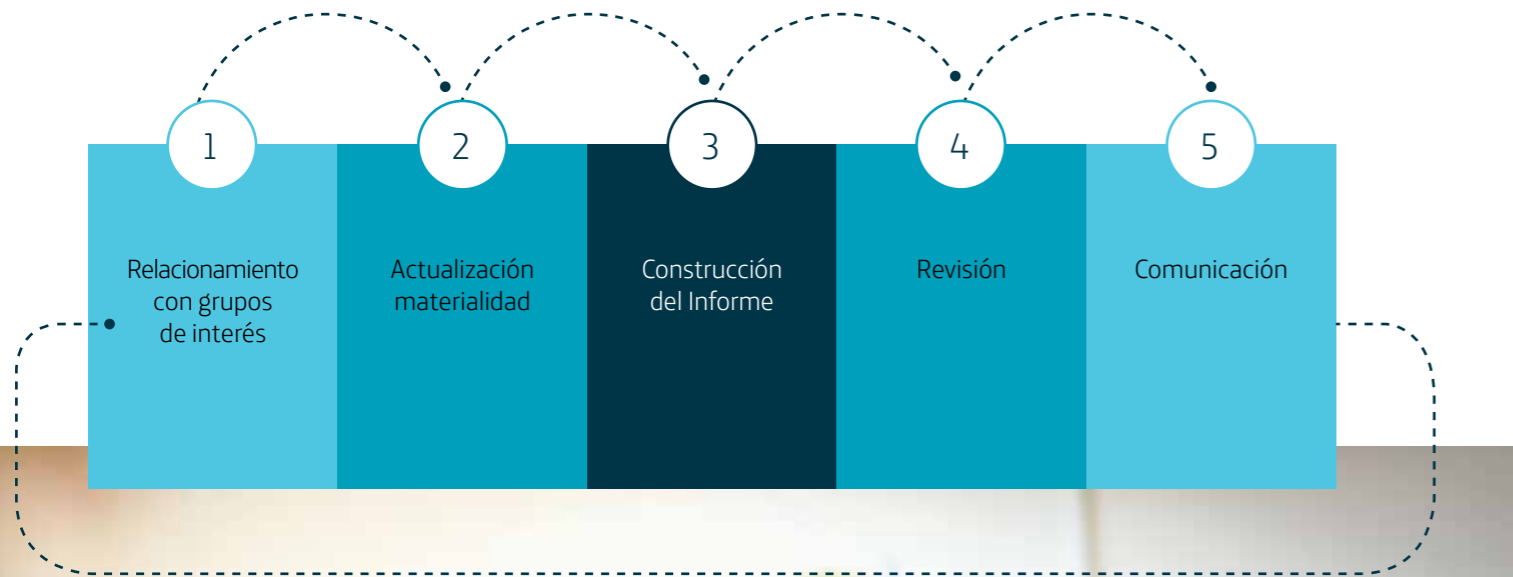 1
2
3
4
5
Relacionamiento
con grupos
de interés
Actualización
materialidad
Construcción
del Informe
Revisión
Comunicación